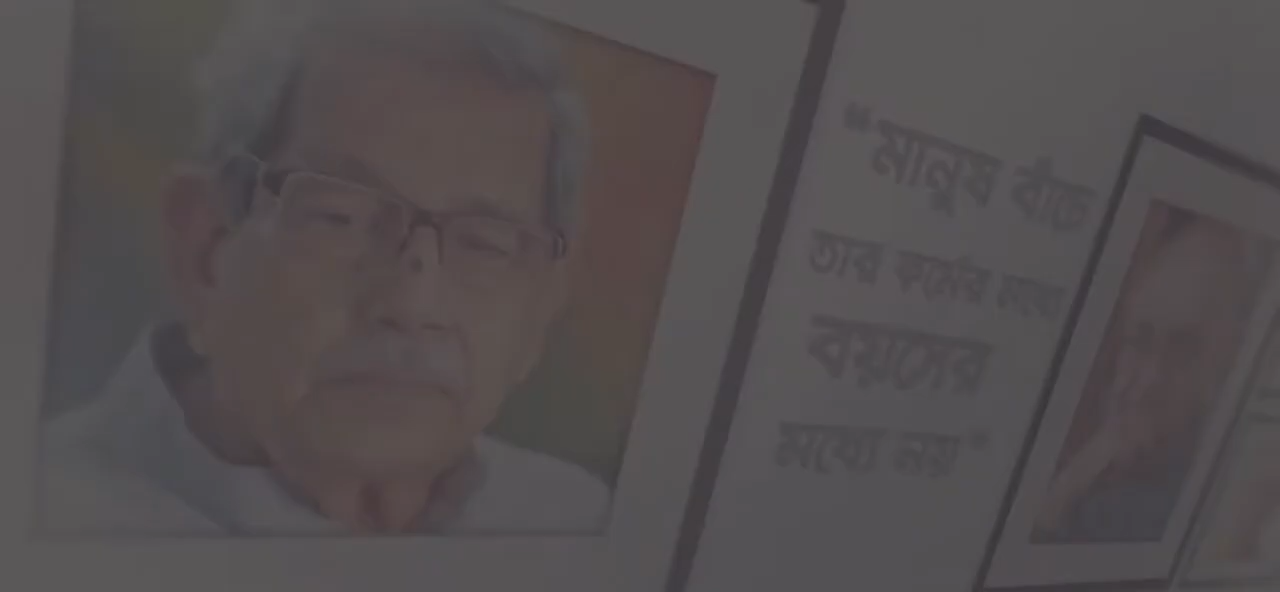 “মানুষ বাঁচে
তার কর্মের মধ্যে
বয়সের
মধ্যে নয়”